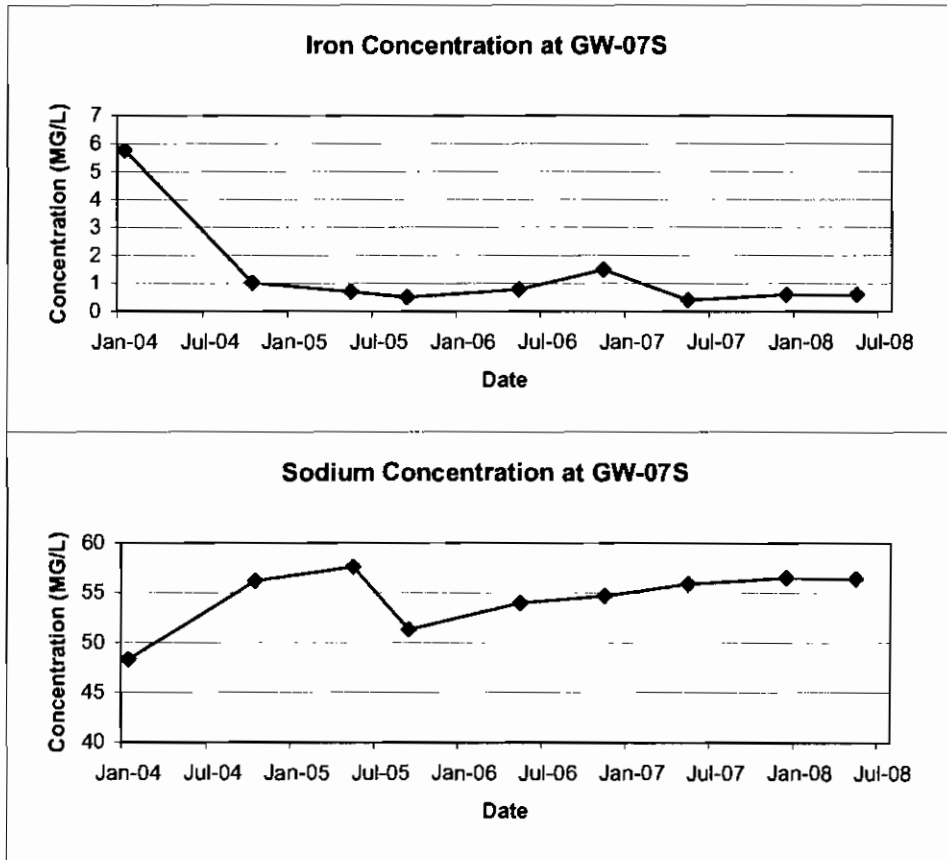 Iron Concentration at GW-07S
Concentration (MG/L)
7
6
5
4
3
2
1
0
Jan-04 Jul-04 Jan-05 Jul-05 Jan-06 Jul-06 Jan-07 Jul-07 Jan-08 Jul-08
Date
Sodium Concentration at GW-07S
Concentration (MG/L)
60
55
50
45
40
Jan-04 Jul-04 Jan-05 Jul-05 Jan-06 Jul-06 Jan-07 Jul-07 Jan-08 Jul-08
Date